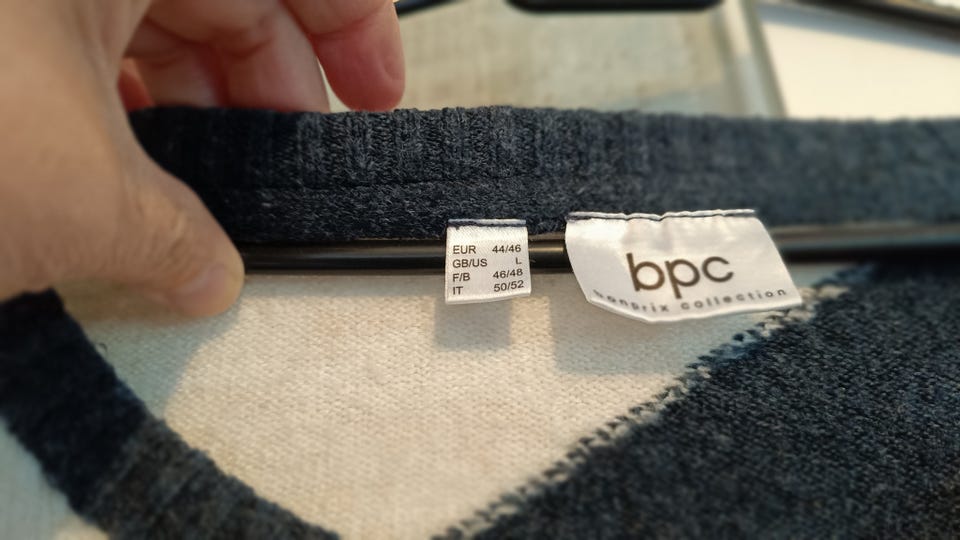 EUR 44/46
GB/US L
F/B 46/48
IT 50/52
bpc
bonprix collection